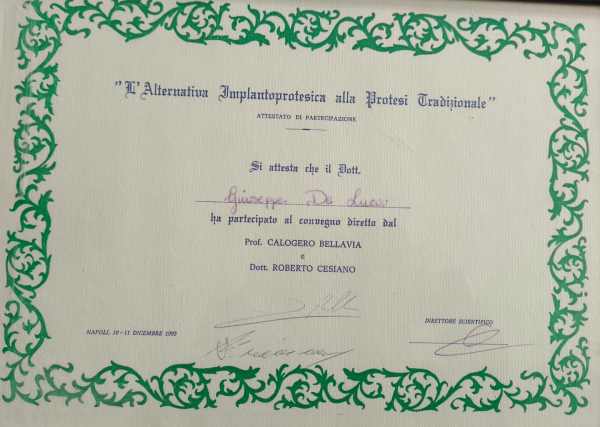 "L'Alternativa Implantoprotesica alla Protesi Tradizionale"
ATTESTATO DI PARTECIPAZIONE
Si attesta che il Dott.
Giuseppe De Luca
ha partecipato al convegno diretto dal
Prof. CALOGERO BELLAVIA
e
Dott. ROBERTO CESIANO
DIRETTORE SCIENTIFICO
NAPOLI, 10 - 11 DICEMBRE